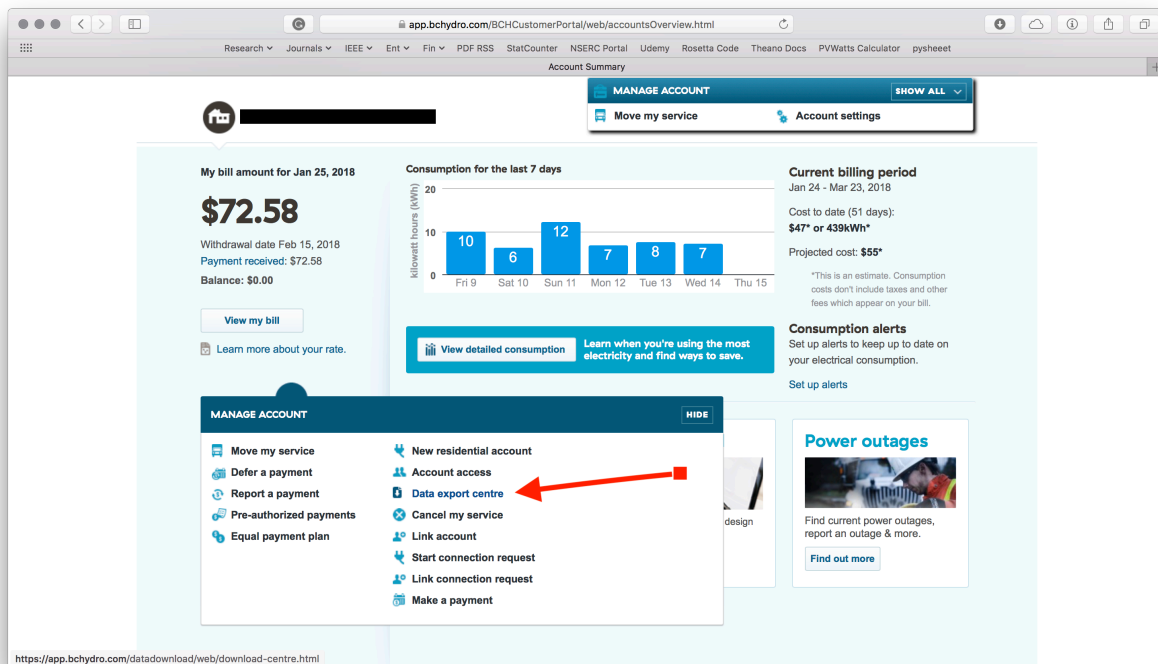 app.bchydro.com/BCHCustomerPortal/web/accountsOverview.html
Research Journals IEEE Ent Fin PDF RSS StatCounter NSERC Portal Udemy Rosetta Code Theano Docs PVWatts Calculator pysheeet
Account Summary
MANAGE ACCOUNT SHOW ALL
Move my service Account settings
My bill amount for Jan 25, 2018
$72.58
Withdrawal date Feb 15, 2018
Payment received: $72.58
Balance: $0.00
View my bill
Learn more about your rate.
Consumption for the last 7 days
kilowatt hours (kWh)
20
10
0
10 6 12 7 8 7
Fri 9 Sat 10 Sun 11 Mon 12 Tue 13 Wed 14 Thu 15
View detailed consumption
Learn when you're using the most
electricity and find ways to save.
Current billing period
Jan 24 - Mar 23, 2018
Cost to date (51 days):
$47* or 439kWh*
Projected cost: $55*
*This is an estimate. Consumption
costs don't include taxes and other
fees which appear on your bill.
Consumption alerts
Set up alerts to keep up to date on
your electrical consumption.
Set up alerts
MANAGE ACCOUNT HIDE
Move my service
Defer a payment
Report a payment
Pre-authorized payments
Equal payment plan
New residential account
Account access
Data export centre
Cancel my service
Link account
Start connection request
Link connection request
Make a payment
design
Power outages
Find current power outages,
report an outage & more.
Find out more
https://app.bchydro.com/datadownload/web/download-centre.html